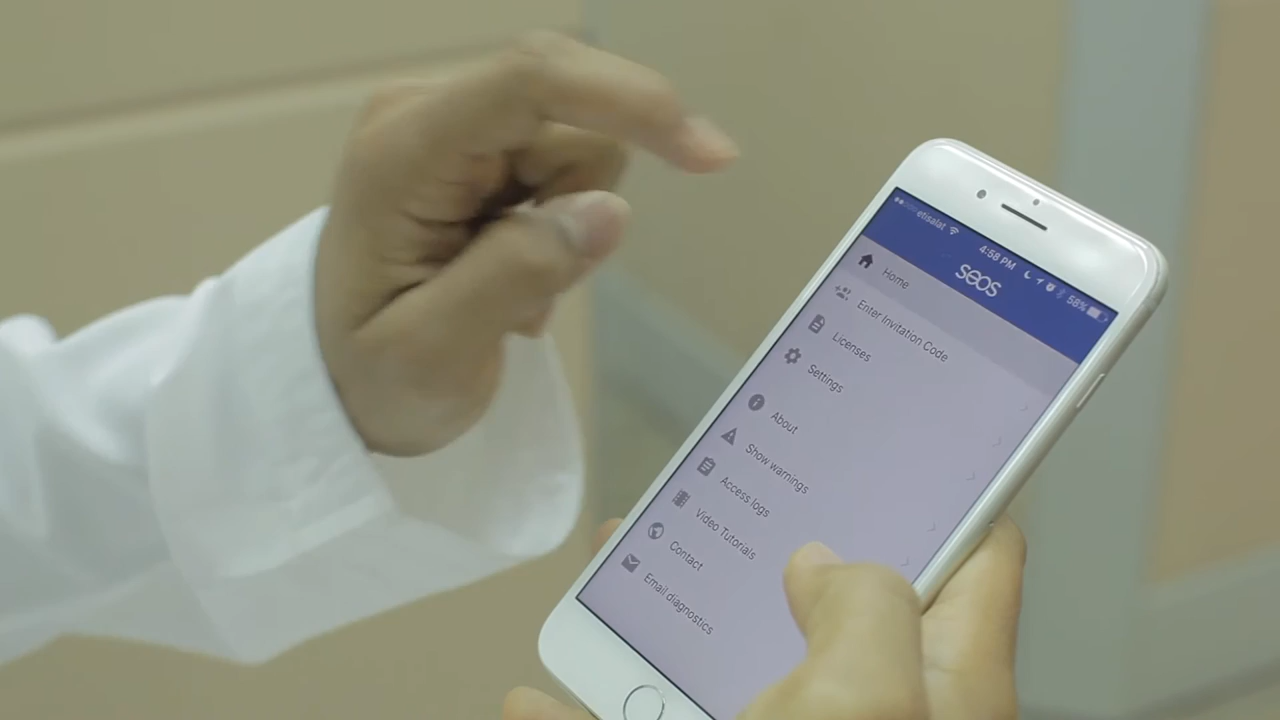 etisalat
4:58 PM
58%
seos
Home
Enter Invitation Code
Licenses
Settings
About
Show warnings
Access logs
Video Tutorials
Contact
Email diagnostics